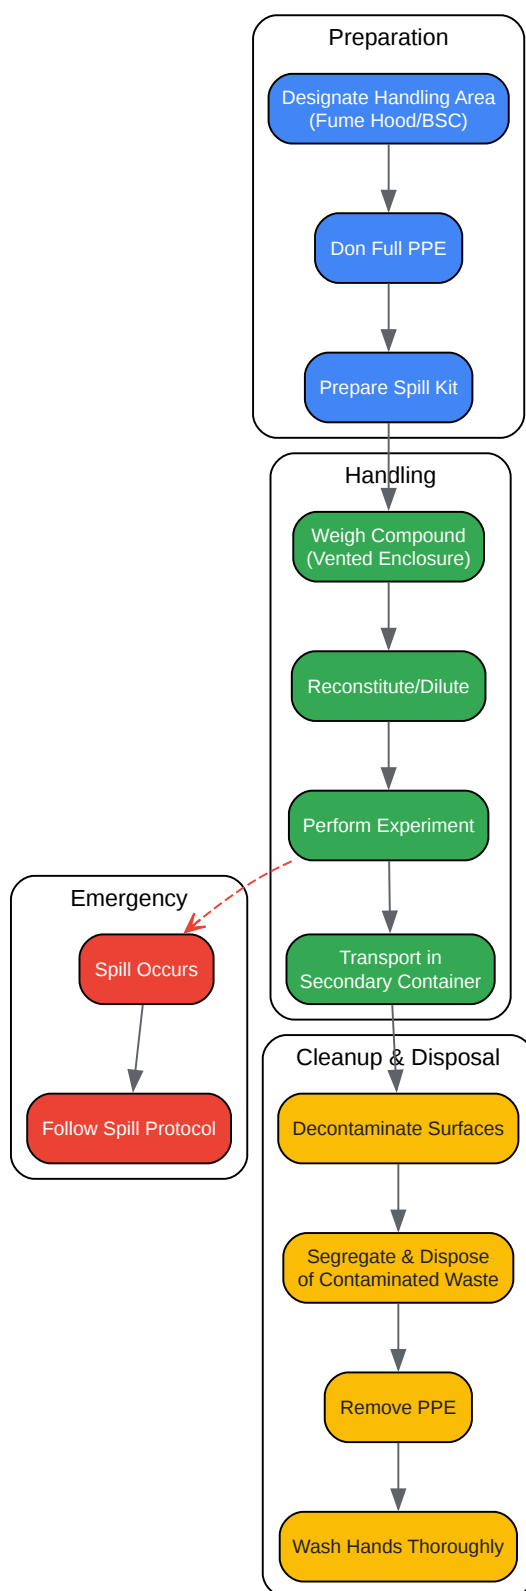 Preparation
Designate Handling Area
(Fume Hood/BSC)
Don Full PPE
Prepare Spill Kit
Handling
Weigh Compound
(Vented Enclosure)
Reconstitute/Dilute
Perform Experiment
Transport in
Secondary Container
Emergency
Spill Occurs
Follow Spill Protocol
Cleanup & Disposal
Decontaminate Surfaces
Segregate & Dispose
of Contaminated Waste
Remove PPE
Wash Hands Thoroughly